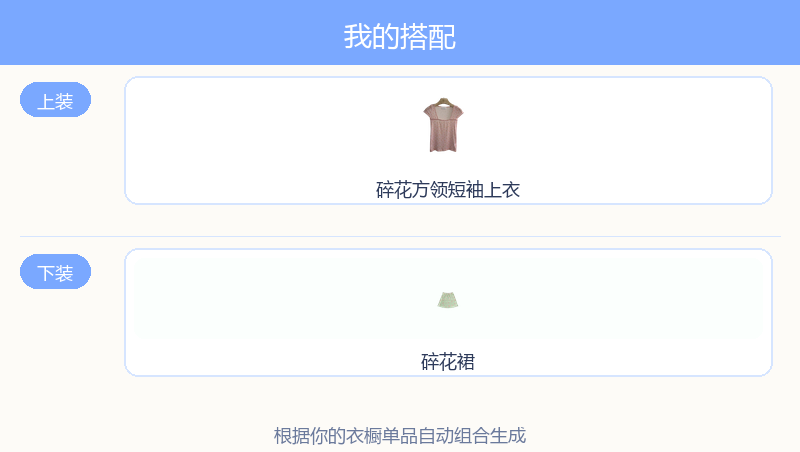 我的搭配
上装
碎花方领短袖上衣
下装
碎花裙
根据你的衣橱单品自动组合生成